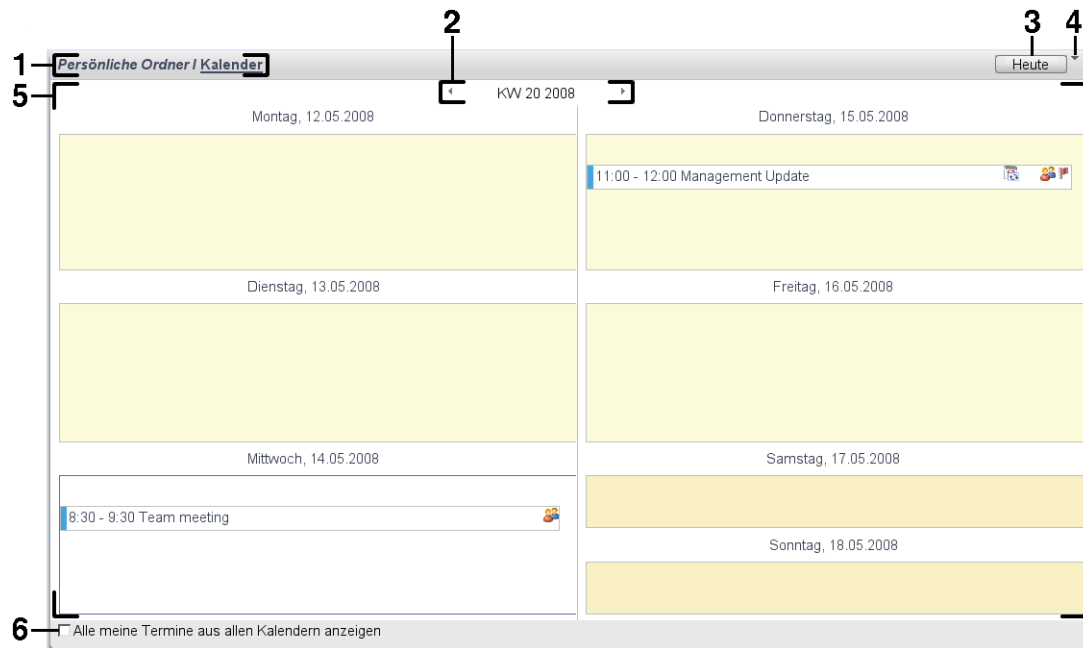 2
3
4
1
Persönliche Ordner / Kalender
Heute
5
KW 20 2008
Montag, 12.05.2008
Donnerstag, 15.05.2008
11:00 - 12:00 Management Update
Dienstag, 13.05.2008
Freitag, 16.05.2008
Mittwoch, 14.05.2008
Samstag, 17.05.2008
8:30 - 9:30 Team meeting
Sonntag, 18.05.2008
6
Alle meine Termine aus allen Kalendern anzeigen